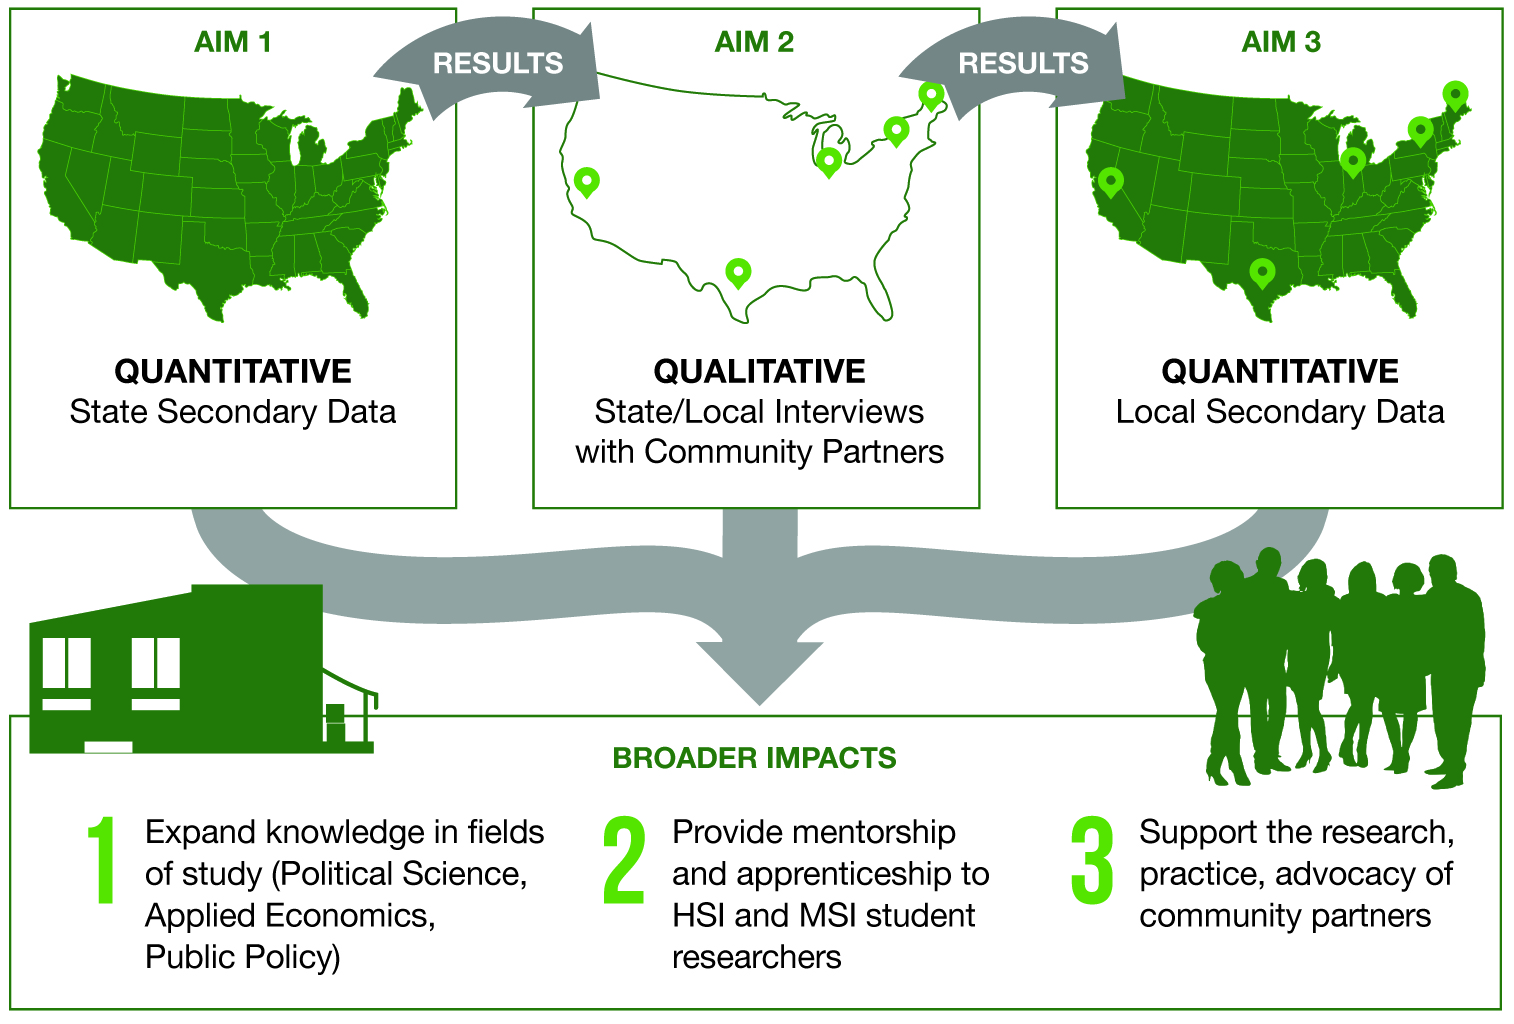 AIM 1
RESULTS
AIM 2
RESULTS
AIM 3
QUANTITATIVE
State Secondary Data
QUALITATIVE
State/Local Interviews
with Community Partners
QUANTITATIVE
Local Secondary Data
BROADER IMPACTS
1
Expand knowledge in fields
of study (Political Science,
Applied Economics,
Public Policy)
2
Provide mentorship
and apprenticeship to
HSI and MSI student
researchers
3
Support the research,
practice, advocacy of
community partners